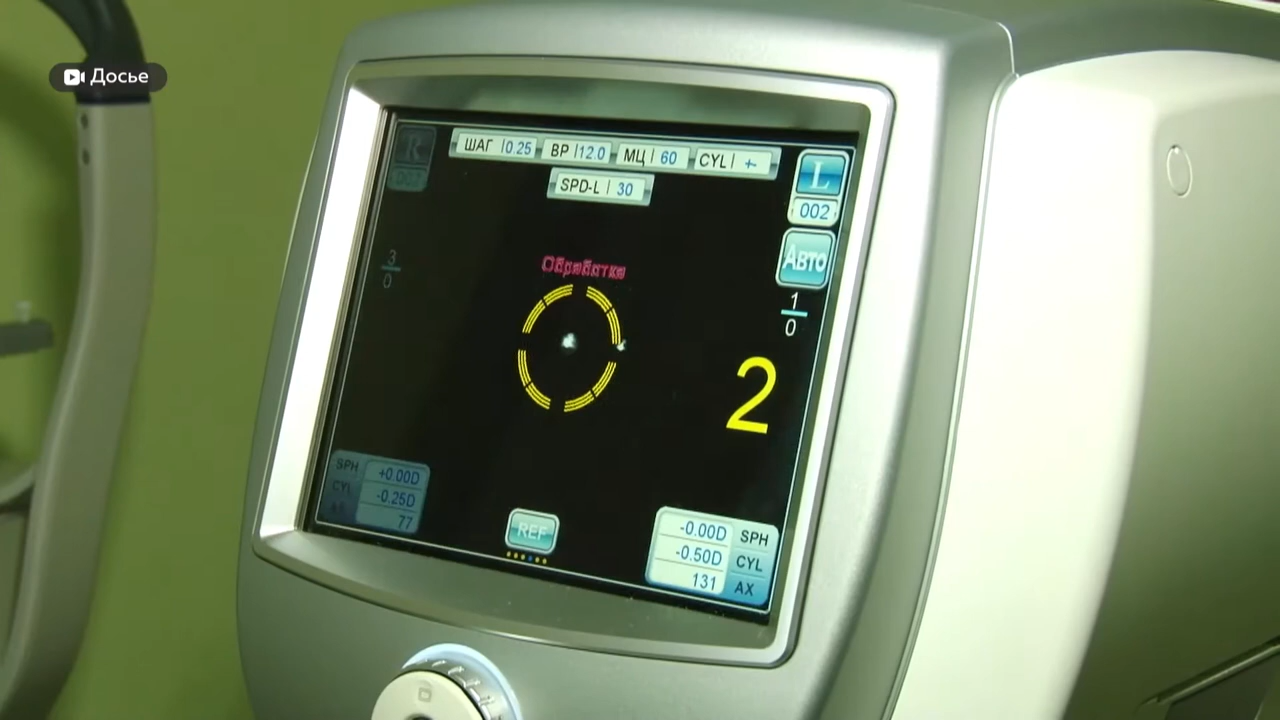 Досье
ШАГ 0.25 ВР 12.0 МЦ 60 CYL +-
SPD-L 30
R
L
002
Авто
3
0
Обработка
1
0
2
SPH +0.00D
CYL -0.25D
77
REF
-0.00D SPH
-0.50D CYL
131 AX